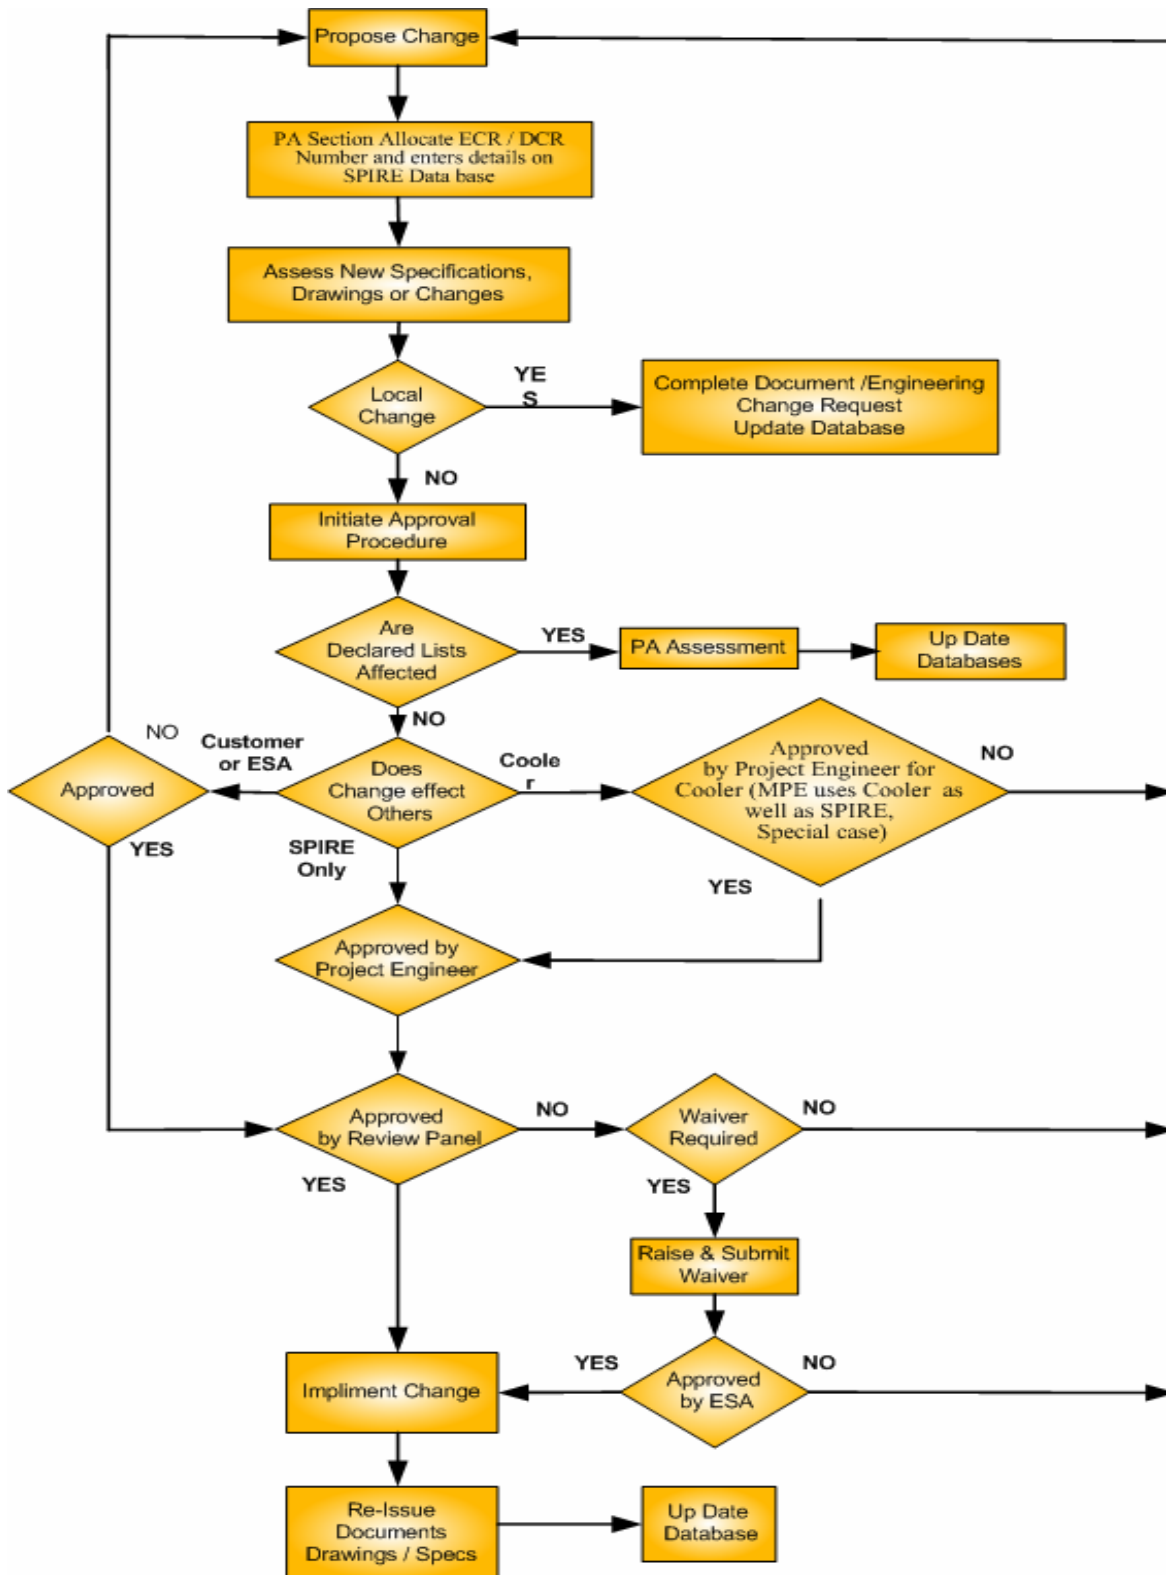 Propose Change
PA Section Allocate ECR / DCR
Number and enters details on
SPIRE Data base
Assess New Specifications,
Drawings or Changes
Local
Change
YE
S
Complete Document /Engineering
Change Request
Update Database
NO
Initiate Approval
Procedure
Are
Declared Lists
Affected
YES
PA Assessment
Up Date
Databases
NO
NO
Approved
YES
Customer
or ESA
Does
Change effect
Others
Coole
r
Approved
by Project Engineer for
Cooler (MPE uses Cooler as
well as SPIRE,
Special case)
NO
YES
SPIRE
Only
Approved by
Project Engineer
Approved
by Review Panel
NO
Waiver
Required
NO
YES
YES
Raise & Submit
Waiver
Impliment Change
YES
Approved
by ESA
NO
Re-Issue
Documents
Drawings / Specs
Up Date
Database